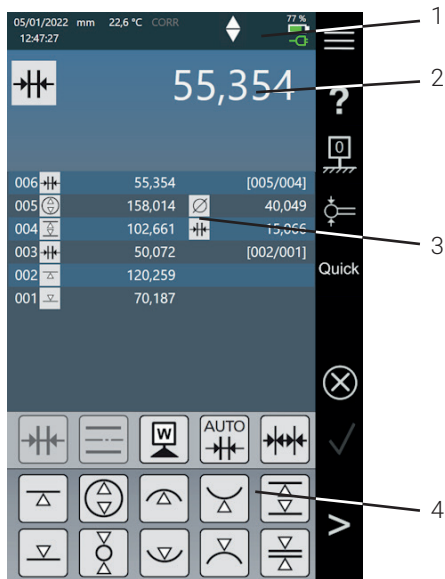 05/01/2022 mm 22,6 °C CORR 77 %
12:47:27
1
55,354
2
?
0
006 55,354 [005/004]
005 158,014 40,049
004 102,661 15,066
003 50,072 [002/001]
002 120,259
001 70,187
3
Quick
W
AUTO
4
>